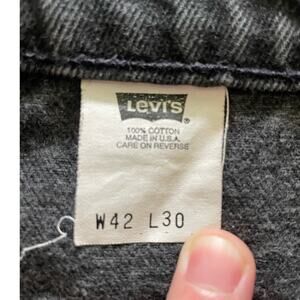 Levi's
®
100% COTTON
MADE IN U.S.A.
CARE ON REVERSE
W42 L30